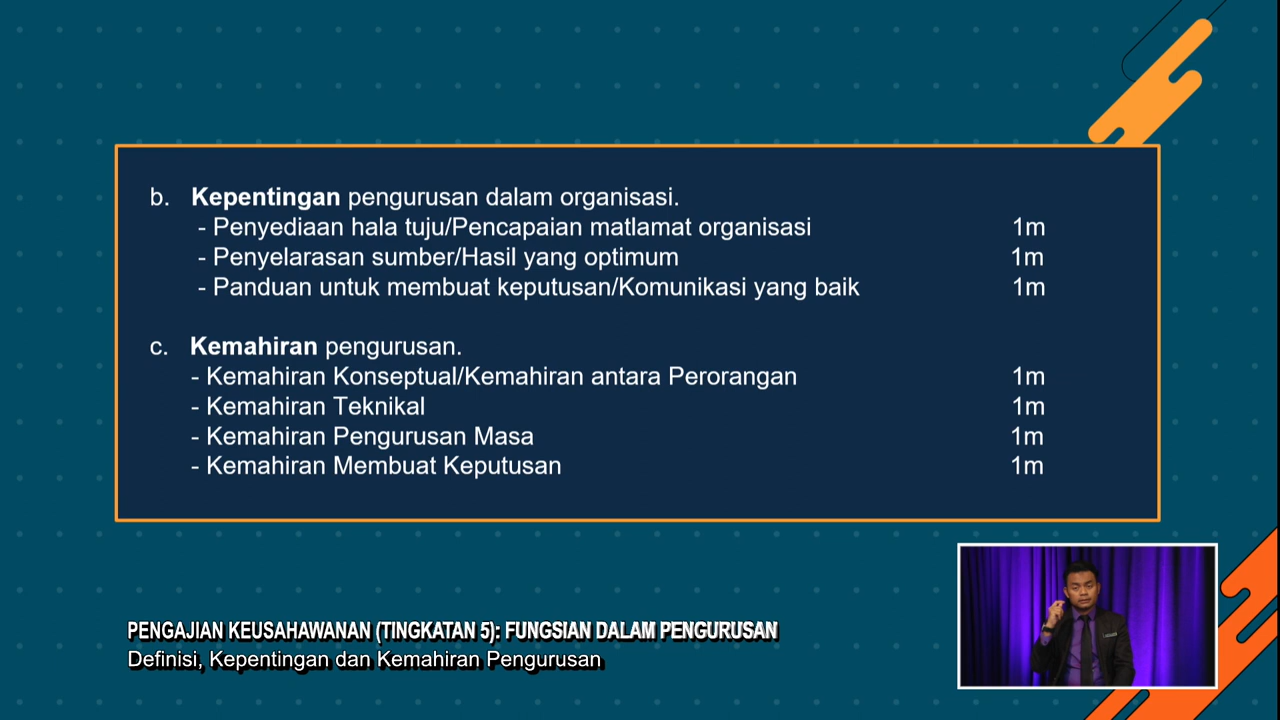 b. Kepentingan pengurusan dalam organisasi.
- Penyediaan hala tuju/Pencapaian matlamat organisasi 1m
- Penyelarasan sumber/Hasil yang optimum 1m
- Panduan untuk membuat keputusan/Komunikasi yang baik 1m
c. Kemahiran pengurusan.
- Kemahiran Konseptual/Kemahiran antara Perorangan 1m
- Kemahiran Teknikal 1m
- Kemahiran Pengurusan Masa 1m
- Kemahiran Membuat Keputusan 1m
PENGAJIAN KEUSAHAWANAN (TINGKATAN 5): FUNGSIAN DALAM PENGURUSAN
Definisi, Kepentingan dan Kemahiran Pengurusan